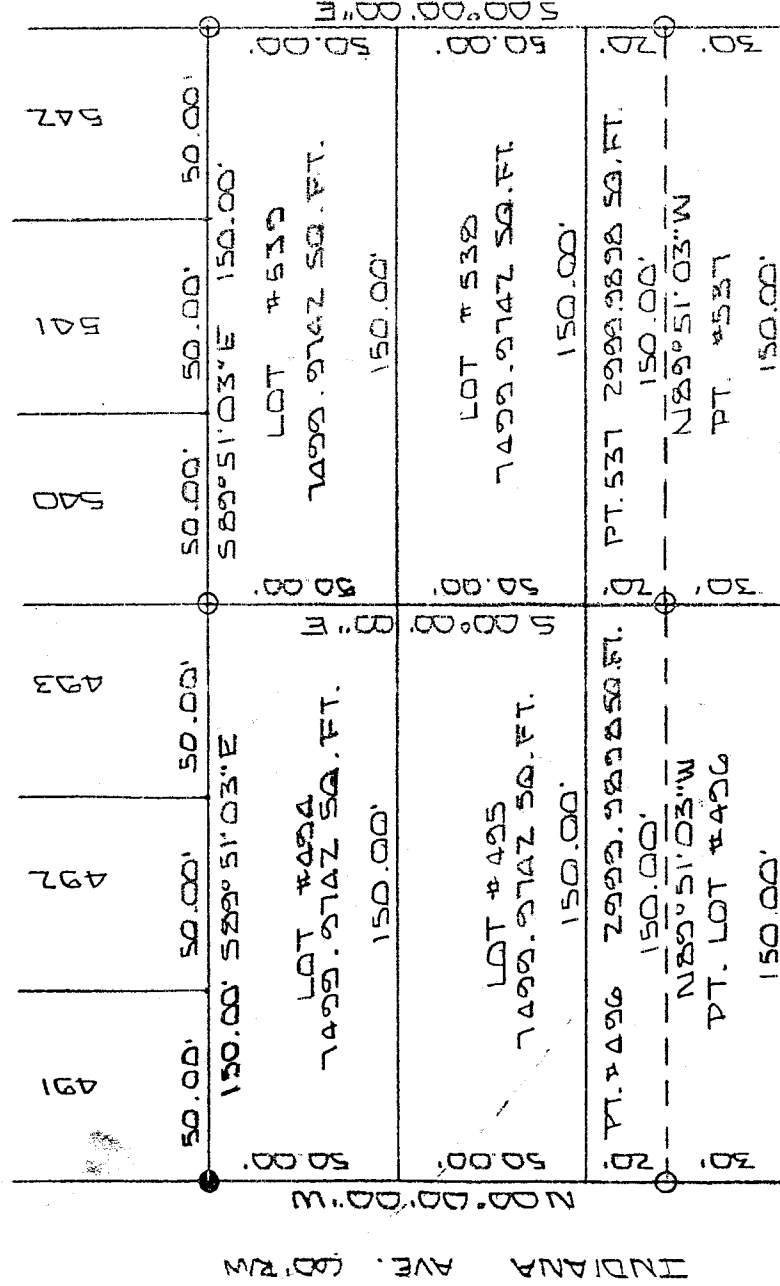 S00°00'00"E
542
541
540
493
492
491
50.00'
50.00'
50.00'
50.00'
50.00'
50.00'
S89°51'03"E 150.00'
LOT #539
7499.9742 SQ.FT.
150.00'
50.00'
50.00'
LOT #538
7499.9742 SQ.FT.
150.00'
50.00'
50.00'
PT. 537 2999.9898 SQ.FT.
150.00'
20'
20'
N89°51'03"W
PT. #537
150.00'
30'
30'
S00°00'00"E
150.00' S89°51'03"E
LOT #494
7499.9742 SQ.FT.
150.00'
50.00'
LOT #495
7499.9742 SQ.FT.
150.00'
50.00'
PT. #496 2999.9898 SQ.FT.
150.00'
20'
N89°51'03"W
PT. LOT #496
150.00'
30'
N00°00'00"W
INDIANA AVE. 60' R/W